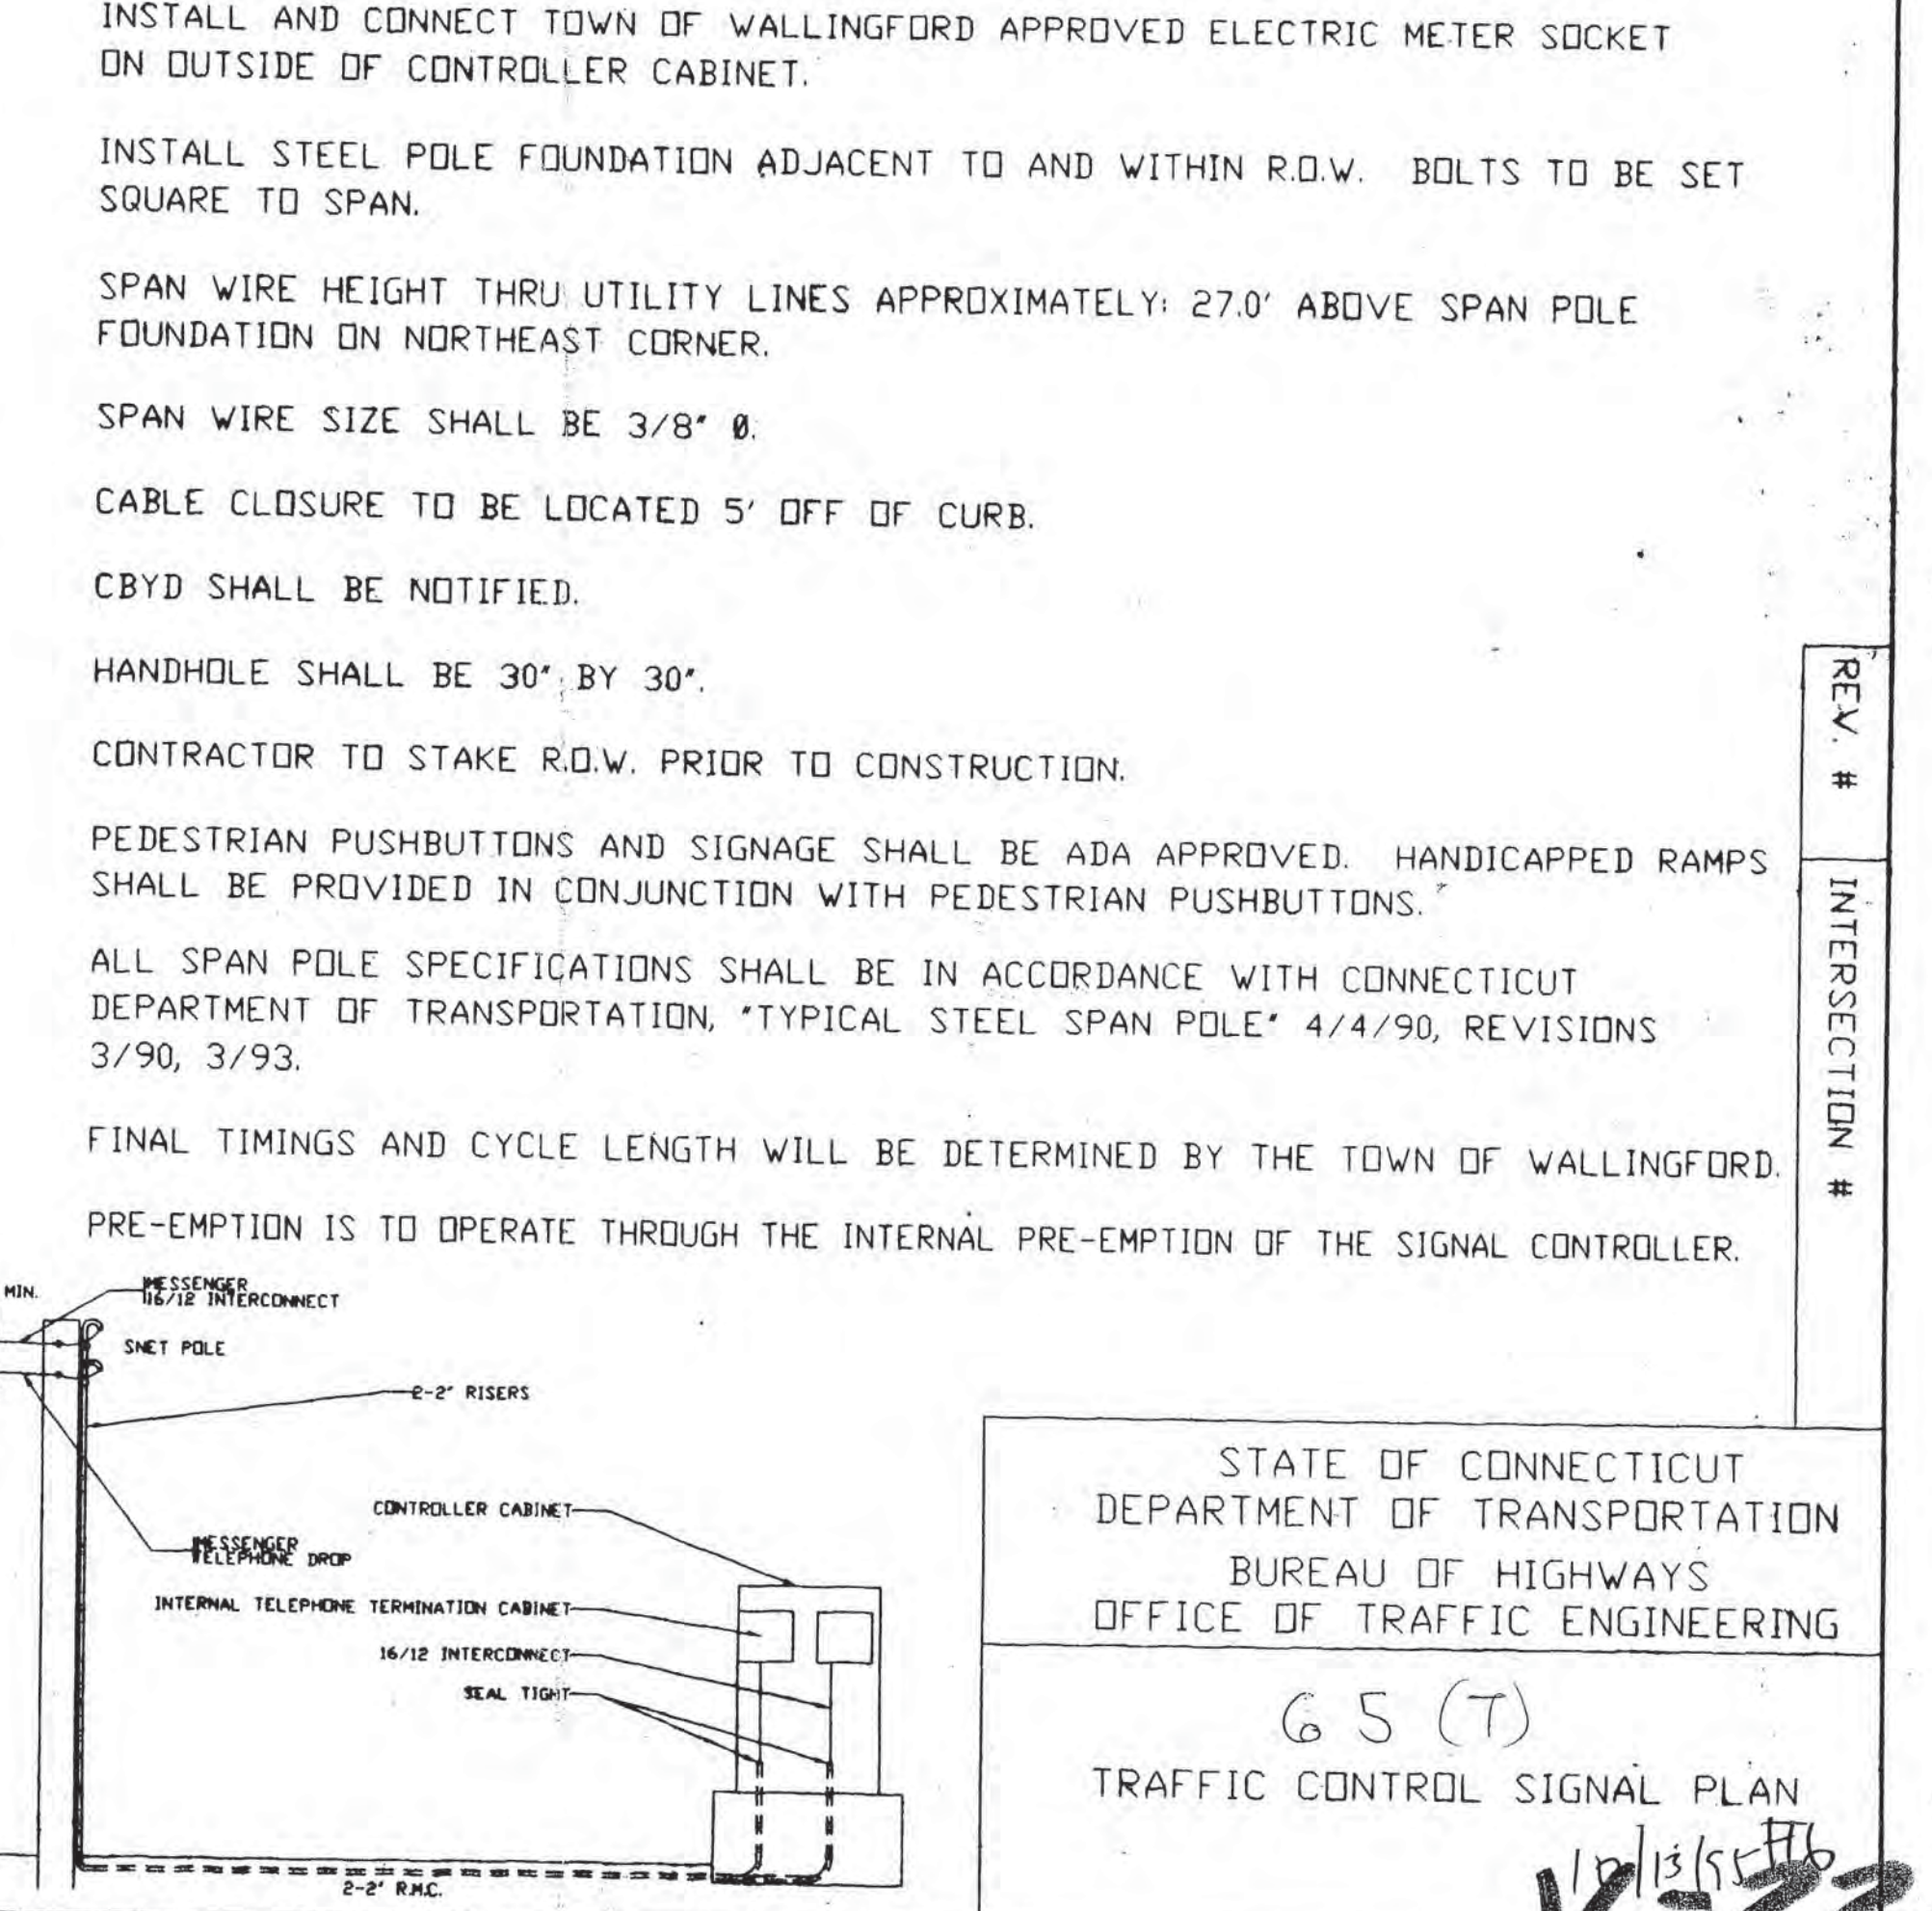 INSTALL AND CONNECT TOWN OF WALLINGFORD APPROVED ELECTRIC METER SOCKET
ON OUTSIDE OF CONTROLLER CABINET.
INSTALL STEEL POLE FOUNDATION ADJACENT TO AND WITHIN R.O.W. BOLTS TO BE SET
SQUARE TO SPAN.
SPAN WIRE HEIGHT THRU UTILITY LINES APPROXIMATELY: 27.0' ABOVE SPAN POLE
FOUNDATION ON NORTHEAST CORNER.
SPAN WIRE SIZE SHALL BE 3/8" Ø.
CABLE CLOSURE TO BE LOCATED 5' OFF OF CURB.
CBYD SHALL BE NOTIFIED.
HANDHOLE SHALL BE 30" BY 30".
CONTRACTOR TO STAKE R.O.W. PRIOR TO CONSTRUCTION.
PEDESTRIAN PUSHBUTTONS AND SIGNAGE SHALL BE ADA APPROVED. HANDICAPPED RAMPS
SHALL BE PROVIDED IN CONJUNCTION WITH PEDESTRIAN PUSHBUTTONS.
ALL SPAN POLE SPECIFICATIONS SHALL BE IN ACCORDANCE WITH CONNECTICUT
DEPARTMENT OF TRANSPORTATION, "TYPICAL STEEL SPAN POLE" 4/4/90, REVISIONS
3/90, 3/93.
FINAL TIMINGS AND CYCLE LENGTH WILL BE DETERMINED BY THE TOWN OF WALLINGFORD.
PRE-EMPTION IS TO OPERATE THROUGH THE INTERNAL PRE-EMPTION OF THE SIGNAL CONTROLLER.
REV. #
INTERSECTION #
MIN.
MESSENGER
16/12 INTERCONNECT
SNET POLE
2-2" RISERS
CONTROLLER CABINET
MESSENGER
TELEPHONE DROP
INTERNAL TELEPHONE TERMINATION CABINET
16/12 INTERCONNECT
SEAL TIGHT
2-2" R.M.C.
STATE OF CONNECTICUT
DEPARTMENT OF TRANSPORTATION
BUREAU OF HIGHWAYS
OFFICE OF TRAFFIC ENGINEERING
65 (T)
TRAFFIC CONTROL SIGNAL PLAN